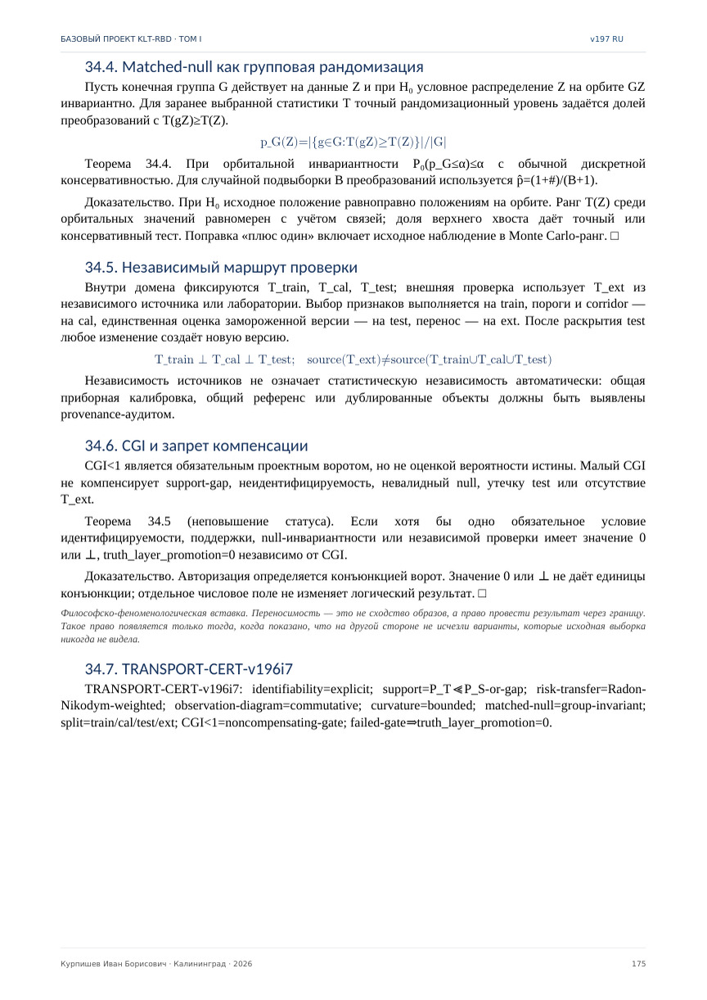 БАЗОВЫЙ ПРОЕКТ KLT-RBD · ТОМ I
v197 RU
34.4. Matched-null как групповая рандомизация
Пусть конечная группа G действует на данные Z и при H₀ условное распределение Z на орбите GZ
инвариантно. Для заранее выбранной статистики T точный рандомизационный уровень задаётся долей
преобразований с T(gZ)≥T(Z).
p_G(Z)=|{g∈G:T(gZ)≥T(Z)}|/|G|
Теорема 34.4. При орбитальной инвариантности P₀(p_G≤α)≤α с обычной дискретной
консервативностью. Для случайной подвыборки B преобразований используется p̂=(1+#)/(B+1).
Доказательство. При H₀ исходное положение равноправно положениям на орбите. Ранг T(Z) среди
орбитальных значений равномерен с учётом связей; доля верхнего хвоста даёт точный или
консервативный тест. Поправка «плюс один» включает исходное наблюдение в Monte Carlo-ранг. □
34.5. Независимый маршрут проверки
Внутри домена фиксируются T_train, T_cal, T_test; внешняя проверка использует T_ext из
независимого источника или лаборатории. Выбор признаков выполняется на train, пороги и corridor —
на cal, единственная оценка замороженной версии — на test, перенос — на ext. После раскрытия test
любое изменение создаёт новую версию.
T_train ⊥ T_cal ⊥ T_test; source(T_ext)≠source(T_train∪T_cal∪T_test)
Независимость источников не означает статистическую независимость автоматически: общая
приборная калибровка, общий референс или дублированные объекты должны быть выявлены
provenance-аудитом.
34.6. CGI и запрет компенсации
CGI<1 является обязательным проектным воротом, но не оценкой вероятности истины. Малый CGI
не компенсирует support-gap, неидентифицируемость, невалидный null, утечку test или отсутствие
T_ext.
Теорема 34.5 (неповышение статуса). Если хотя бы одно обязательное условие
идентифицируемости, поддержки, null-инвариантности или независимой проверки имеет значение 0
или ⊥, truth_layer_promotion=0 независимо от CGI.
Доказательство. Авторизация определяется конъюнкцией ворот. Значение 0 или ⊥ не даёт единицы
конъюнкции; отдельное числовое поле не изменяет логический результат. □
Философско-феноменологическая вставка. Переносимость — это не сходство образов, а право провести результат через границу.
Такое право появляется только тогда, когда показано, что на другой стороне не исчезли варианты, которые исходная выборка
никогда не видела.
34.7. TRANSPORT-CERT-v196i7
TRANSPORT-CERT-v196i7: identifiability=explicit; support=P_T≪P_S-or-gap; risk-transfer=Radon-
Nikodym-weighted; observation-diagram=commutative; curvature=bounded; matched-null=group-invariant;
split=train/cal/test/ext; CGI<1=noncompensating-gate; failed-gate⇒truth_layer_promotion=0.
Курпишев Иван Борисович · Калининград · 2026
175